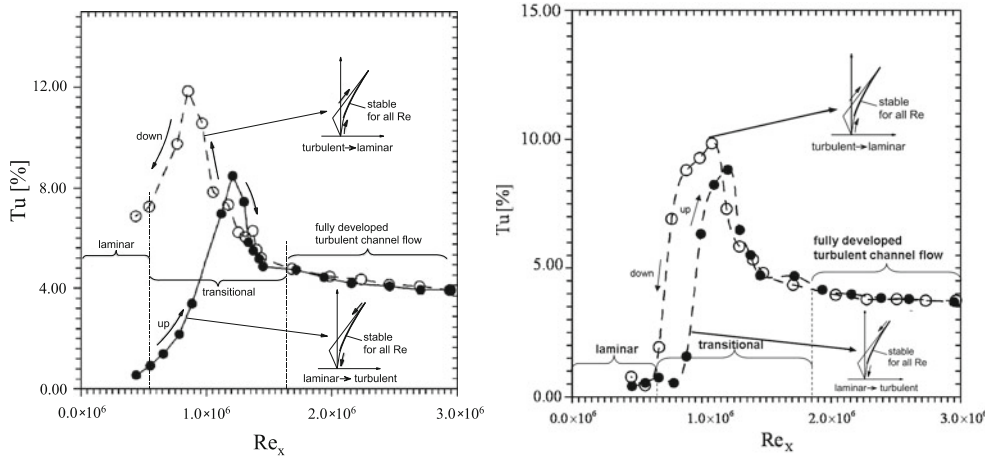 12.00
8.00
4.00
0.00
Tu [%]
down
up
stable
for all Re
turbulent→laminar
fully developed
turbulent channel flow
laminar
transitional
stable
for all Re
laminar→turbulent
0.0×10⁶
1.0×10⁶
2.0×10⁶
3.0×10⁶
Reₓ
15.00
10.00
5.00
0.00
Tu[%]
down
up
stable
for all Re
turbulent→laminar
fully developed
turbulent channel flow
laminar
transitional
stable
for all Re
laminar→turbulent
0.0×10⁶
1.0×10⁶
2.0×10⁶
3.0×10⁶
Reₓ